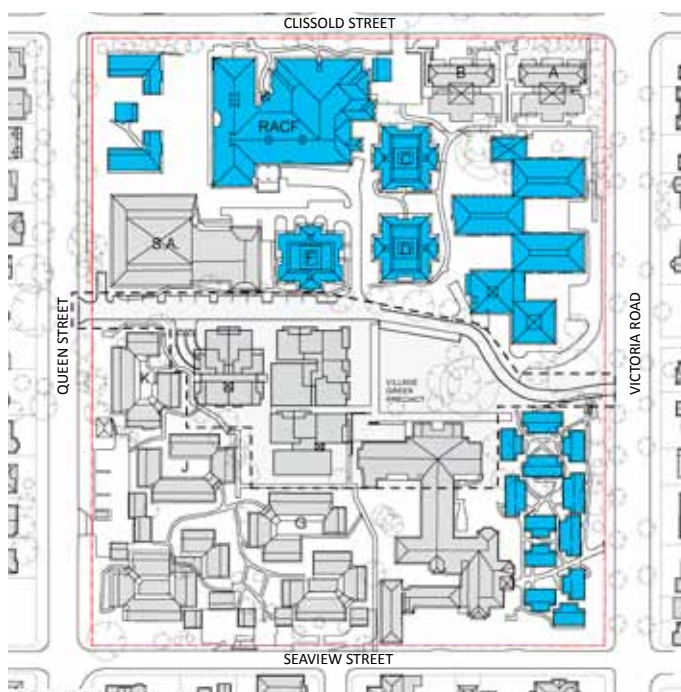 CLISSOLD STREET
B
A
RACF
C
S.A.
F
D
QUEEN STREET
VICTORIA ROAD
K
VILLAGE
GREEN
PRECINCT
J
G
SEAVIEW STREET